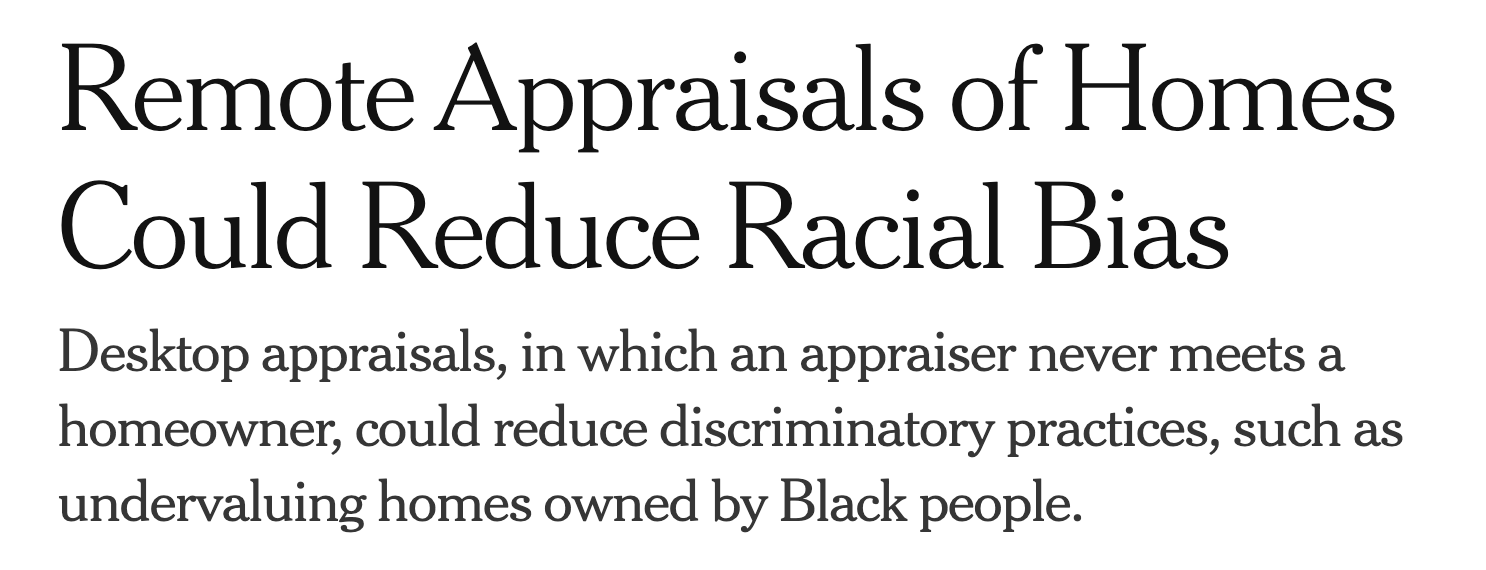 Remote Appraisals of Homes
Could Reduce Racial Bias
Desktop appraisals, in which an appraiser never meets a
homeowner, could reduce discriminatory practices, such as
undervaluing homes owned by Black people.